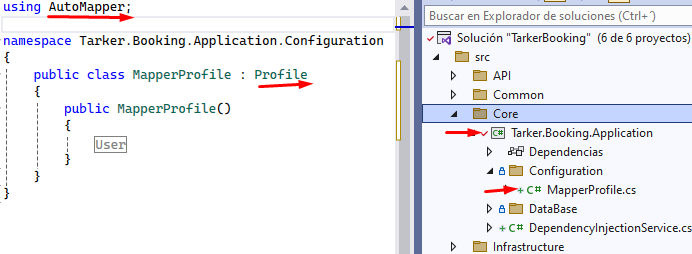 using AutoMapper;
namespace Tarker.Booking.Application.Configuration
{
public class MapperProfile : Profile
{
public MapperProfile()
{
User
}
}
}
Buscar en Explorador de soluciones (Ctrl+´)
Solución "TarkerBooking" (6 de 6 proyectos)
src
API
Common
Core
C# Tarker.Booking.Application
Dependencias
Configuration
+ C# MapperProfile.cs
DataBase
+ C# DependencyInjectionService.cs
Infrastructure